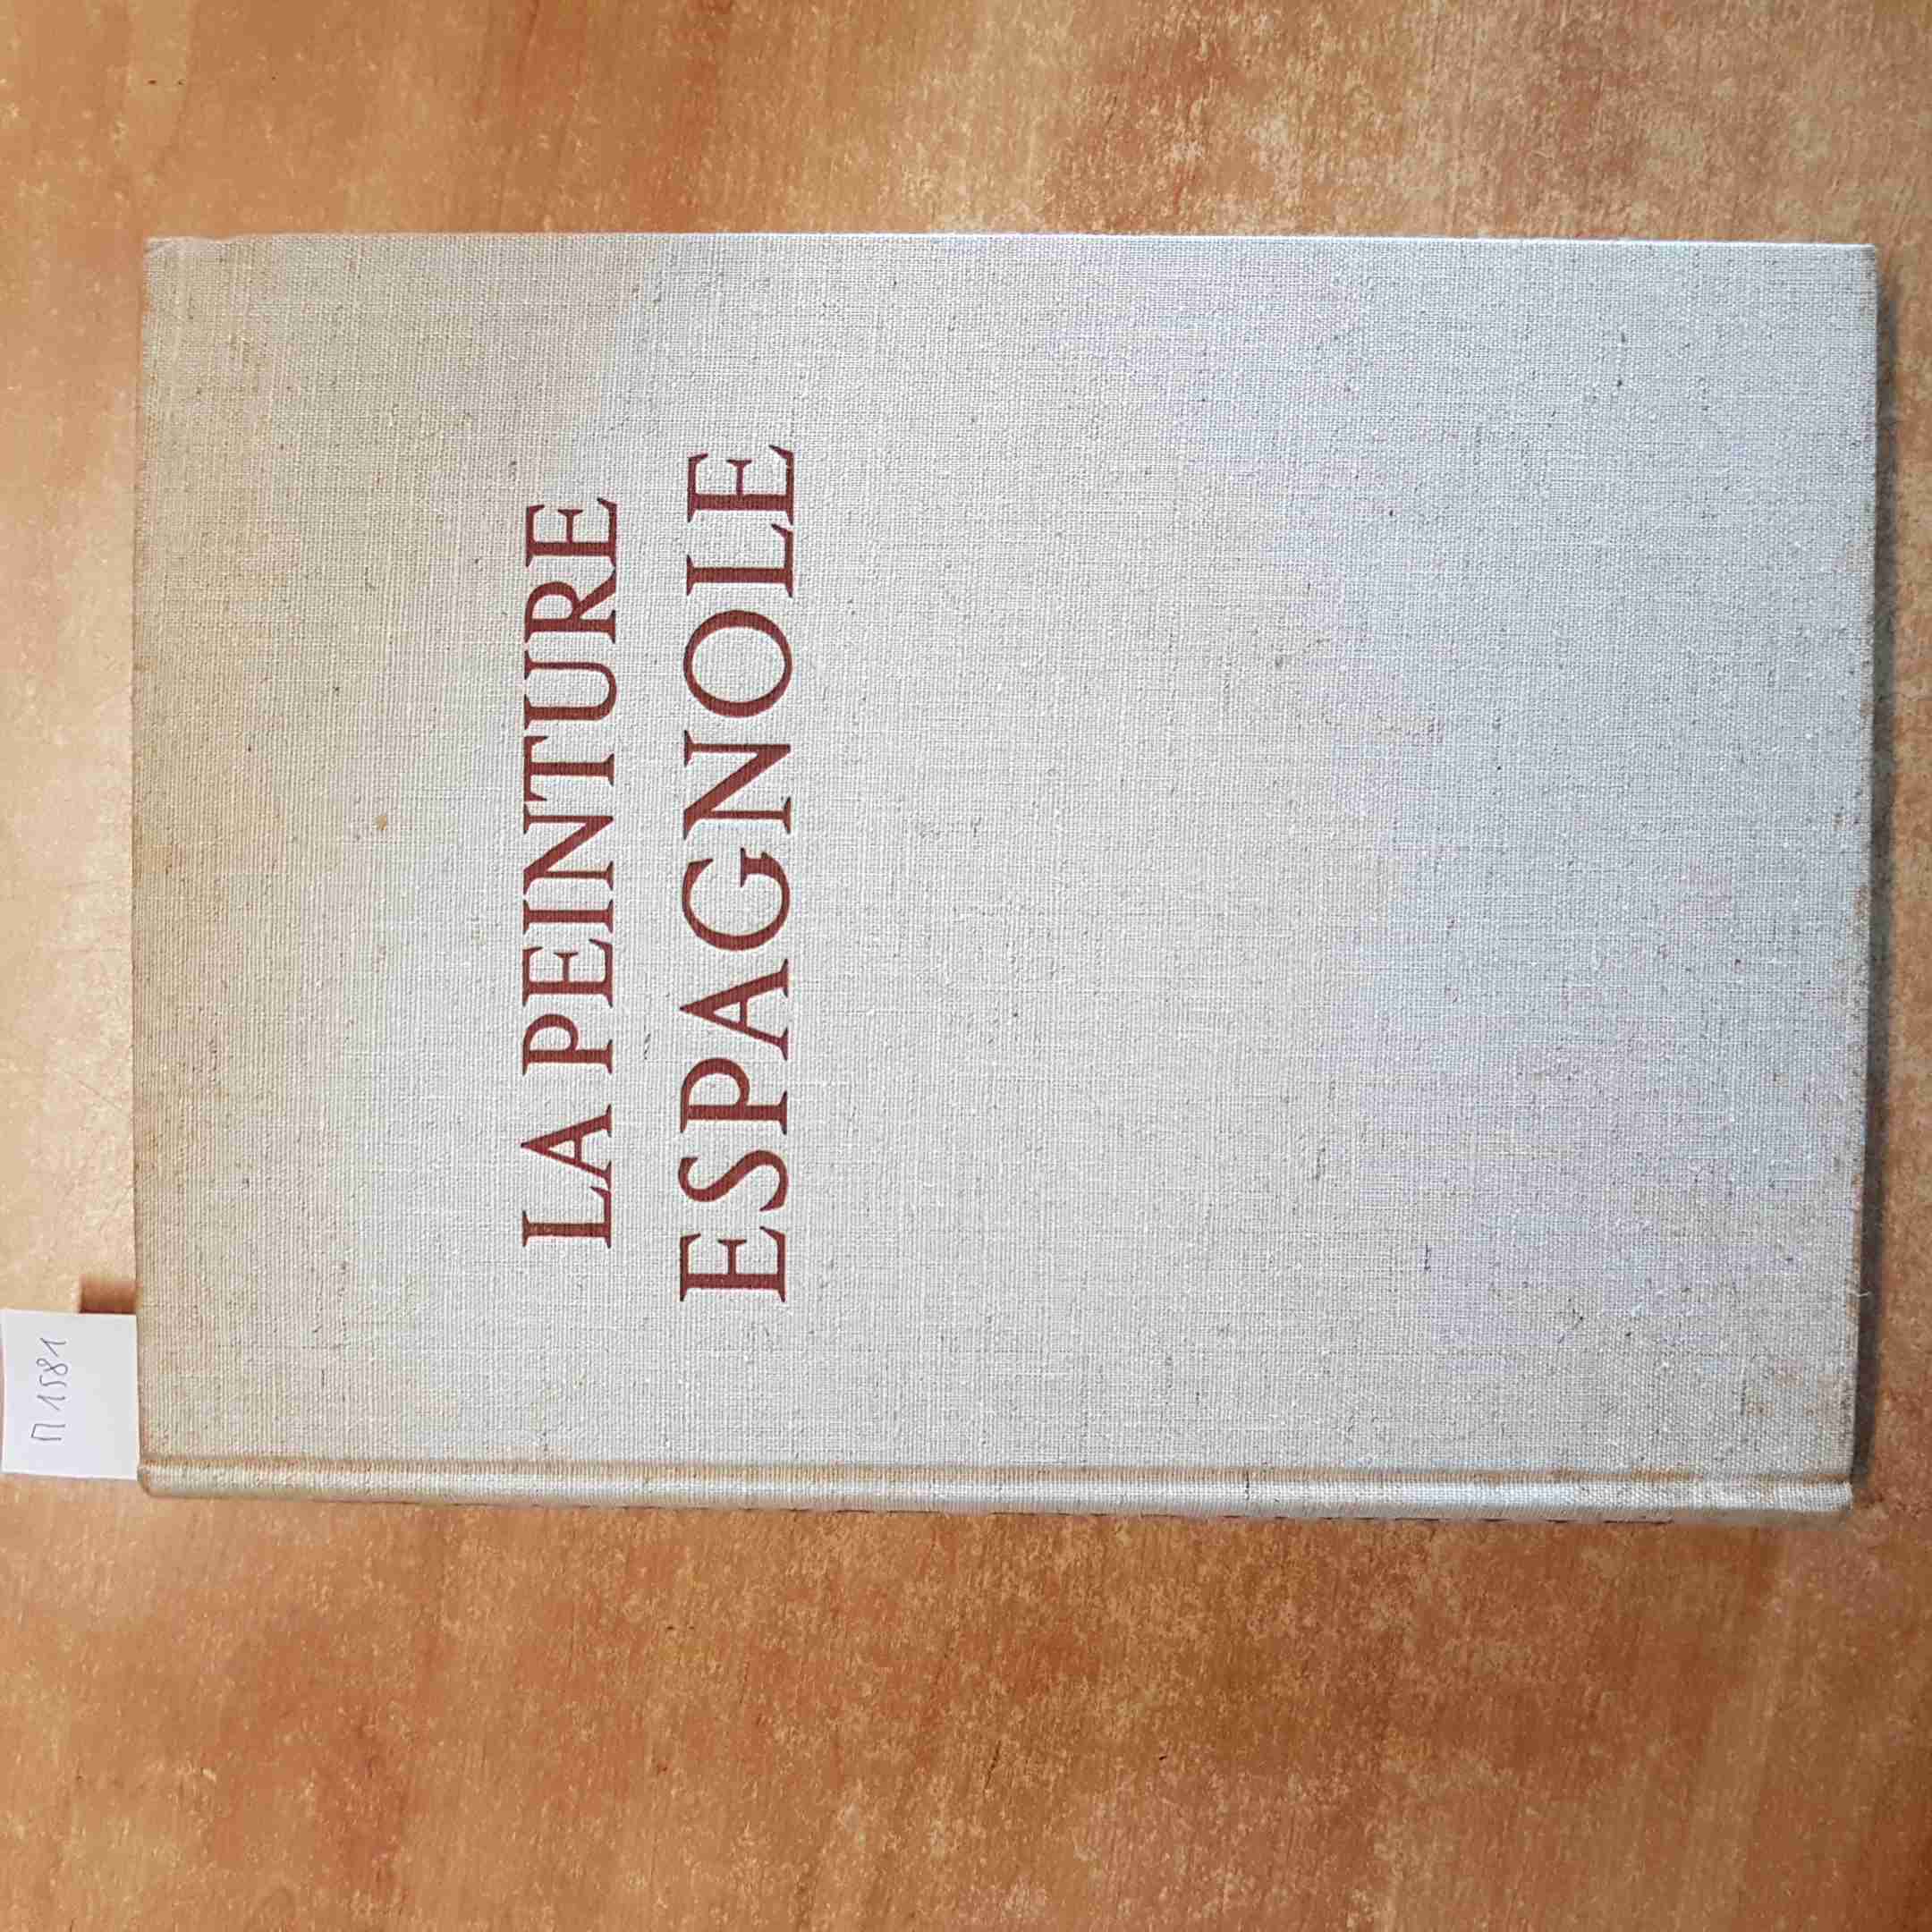 M 1581
LA PEINTURE
ESPAGNOLE